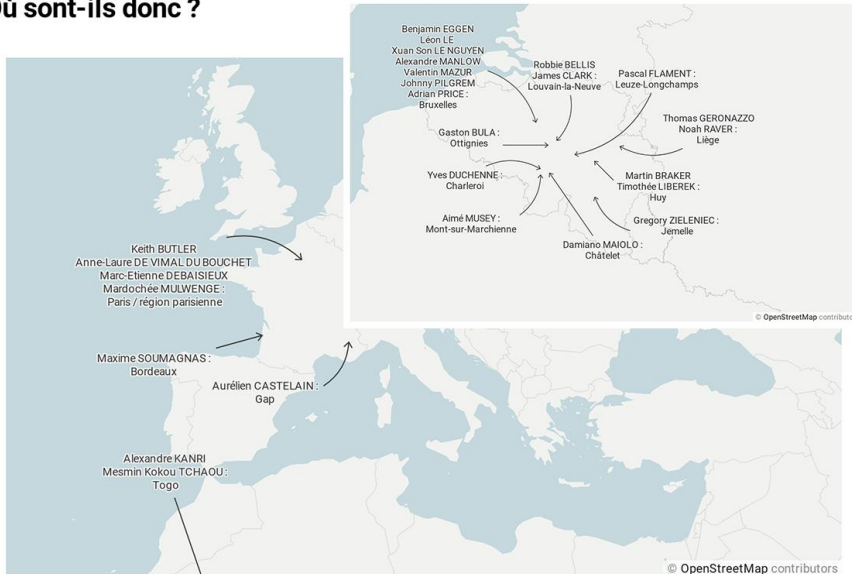 ù sont-ils donc ?
Benjamin EGGEN
Léon LE
Xuan Son LE NGUYEN
Alexandre MANLOW
Valentin MAZUR
Johnny PILGREM
Adrian PRICE :
Bruxelles
Robbie BELLIS
James CLARK :
Louvain-la-Neuve
Pascal FLAMENT :
Leuze-Longchamps
Thomas GERONAZZO
Noah RAVER :
Liège
Gaston BULA :
Ottignies
Yves DUCHENNE :
Charleroi
Martin BRAKER
Timothée LIBEREK :
Huy
Aimé MUSEY :
Mont-sur-Marchienne
Gregory ZIELENIEC :
Jemelle
Damiano MAIOLO :
Châtelet
© OpenStreetMap contributo
Keith BUTLER
Anne-Laure DE VIMAL DU BOUCHET
Marc-Etienne DEBAISIEUX
Mardochée MULWENGE :
Paris / région parisienne
Maxime SOUMAGNAS :
Bordeaux
Aurélien CASTELAIN :
Gap
Alexandre KANRI
Mesmin Kokou TCHAOU :
Togo
© OpenStreetMap contributors